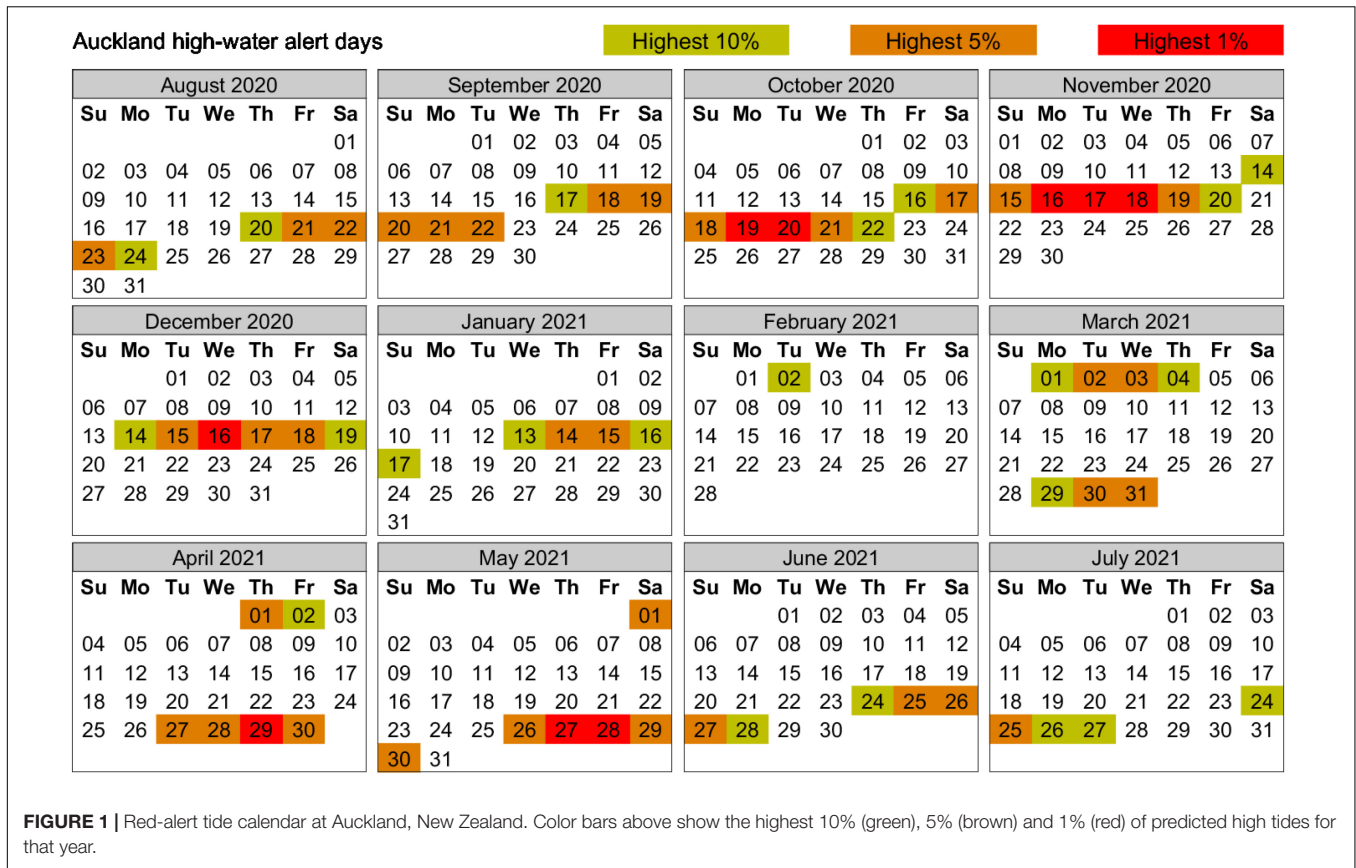 Auckland high-water alert days
Highest 10% Highest 5% Highest 1%
August 2020
Su Mo Tu We Th Fr Sa
01
02 03 04 05 06 07 08
09 10 11 12 13 14 15
16 17 18 19 20 21 22
23 24 25 26 27 28 29
30 31
September 2020
Su Mo Tu We Th Fr Sa
01 02 03 04 05
06 07 08 09 10 11 12
13 14 15 16 17 18 19
20 21 22 23 24 25 26
27 28 29 30
October 2020
Su Mo Tu We Th Fr Sa
01 02 03
04 05 06 07 08 09 10
11 12 13 14 15 16 17
18 19 20 21 22 23 24
25 26 27 28 29 30 31
November 2020
Su Mo Tu We Th Fr Sa
01 02 03 04 05 06 07
08 09 10 11 12 13 14
15 16 17 18 19 20 21
22 23 24 25 26 27 28
29 30
December 2020
Su Mo Tu We Th Fr Sa
01 02 03 04 05
06 07 08 09 10 11 12
13 14 15 16 17 18 19
20 21 22 23 24 25 26
27 28 29 30 31
January 2021
Su Mo Tu We Th Fr Sa
01 02
03 04 05 06 07 08 09
10 11 12 13 14 15 16
17 18 19 20 21 22 23
24 25 26 27 28 29 30
31
February 2021
Su Mo Tu We Th Fr Sa
01 02 03 04 05 06
07 08 09 10 11 12 13
14 15 16 17 18 19 20
21 22 23 24 25 26 27
28
March 2021
Su Mo Tu We Th Fr Sa
01 02 03 04 05 06
07 08 09 10 11 12 13
14 15 16 17 18 19 20
21 22 23 24 25 26 27
28 29 30 31
April 2021
Su Mo Tu We Th Fr Sa
01 02 03
04 05 06 07 08 09 10
11 12 13 14 15 16 17
18 19 20 21 22 23 24
25 26 27 28 29 30
May 2021
Su Mo Tu We Th Fr Sa
01
02 03 04 05 06 07 08
09 10 11 12 13 14 15
16 17 18 19 20 21 22
23 24 25 26 27 28 29
30 31
June 2021
Su Mo Tu We Th Fr Sa
01 02 03 04 05
06 07 08 09 10 11 12
13 14 15 16 17 18 19
20 21 22 23 24 25 26
27 28 29 30
July 2021
Su Mo Tu We Th Fr Sa
01 02 03
04 05 06 07 08 09 10
11 12 13 14 15 16 17
18 19 20 21 22 23 24
25 26 27 28 29 30 31
FIGURE 1 | Red-alert tide calendar at Auckland, New Zealand. Color bars above show the highest 10% (green), 5% (brown) and 1% (red) of predicted high tides for
that year.